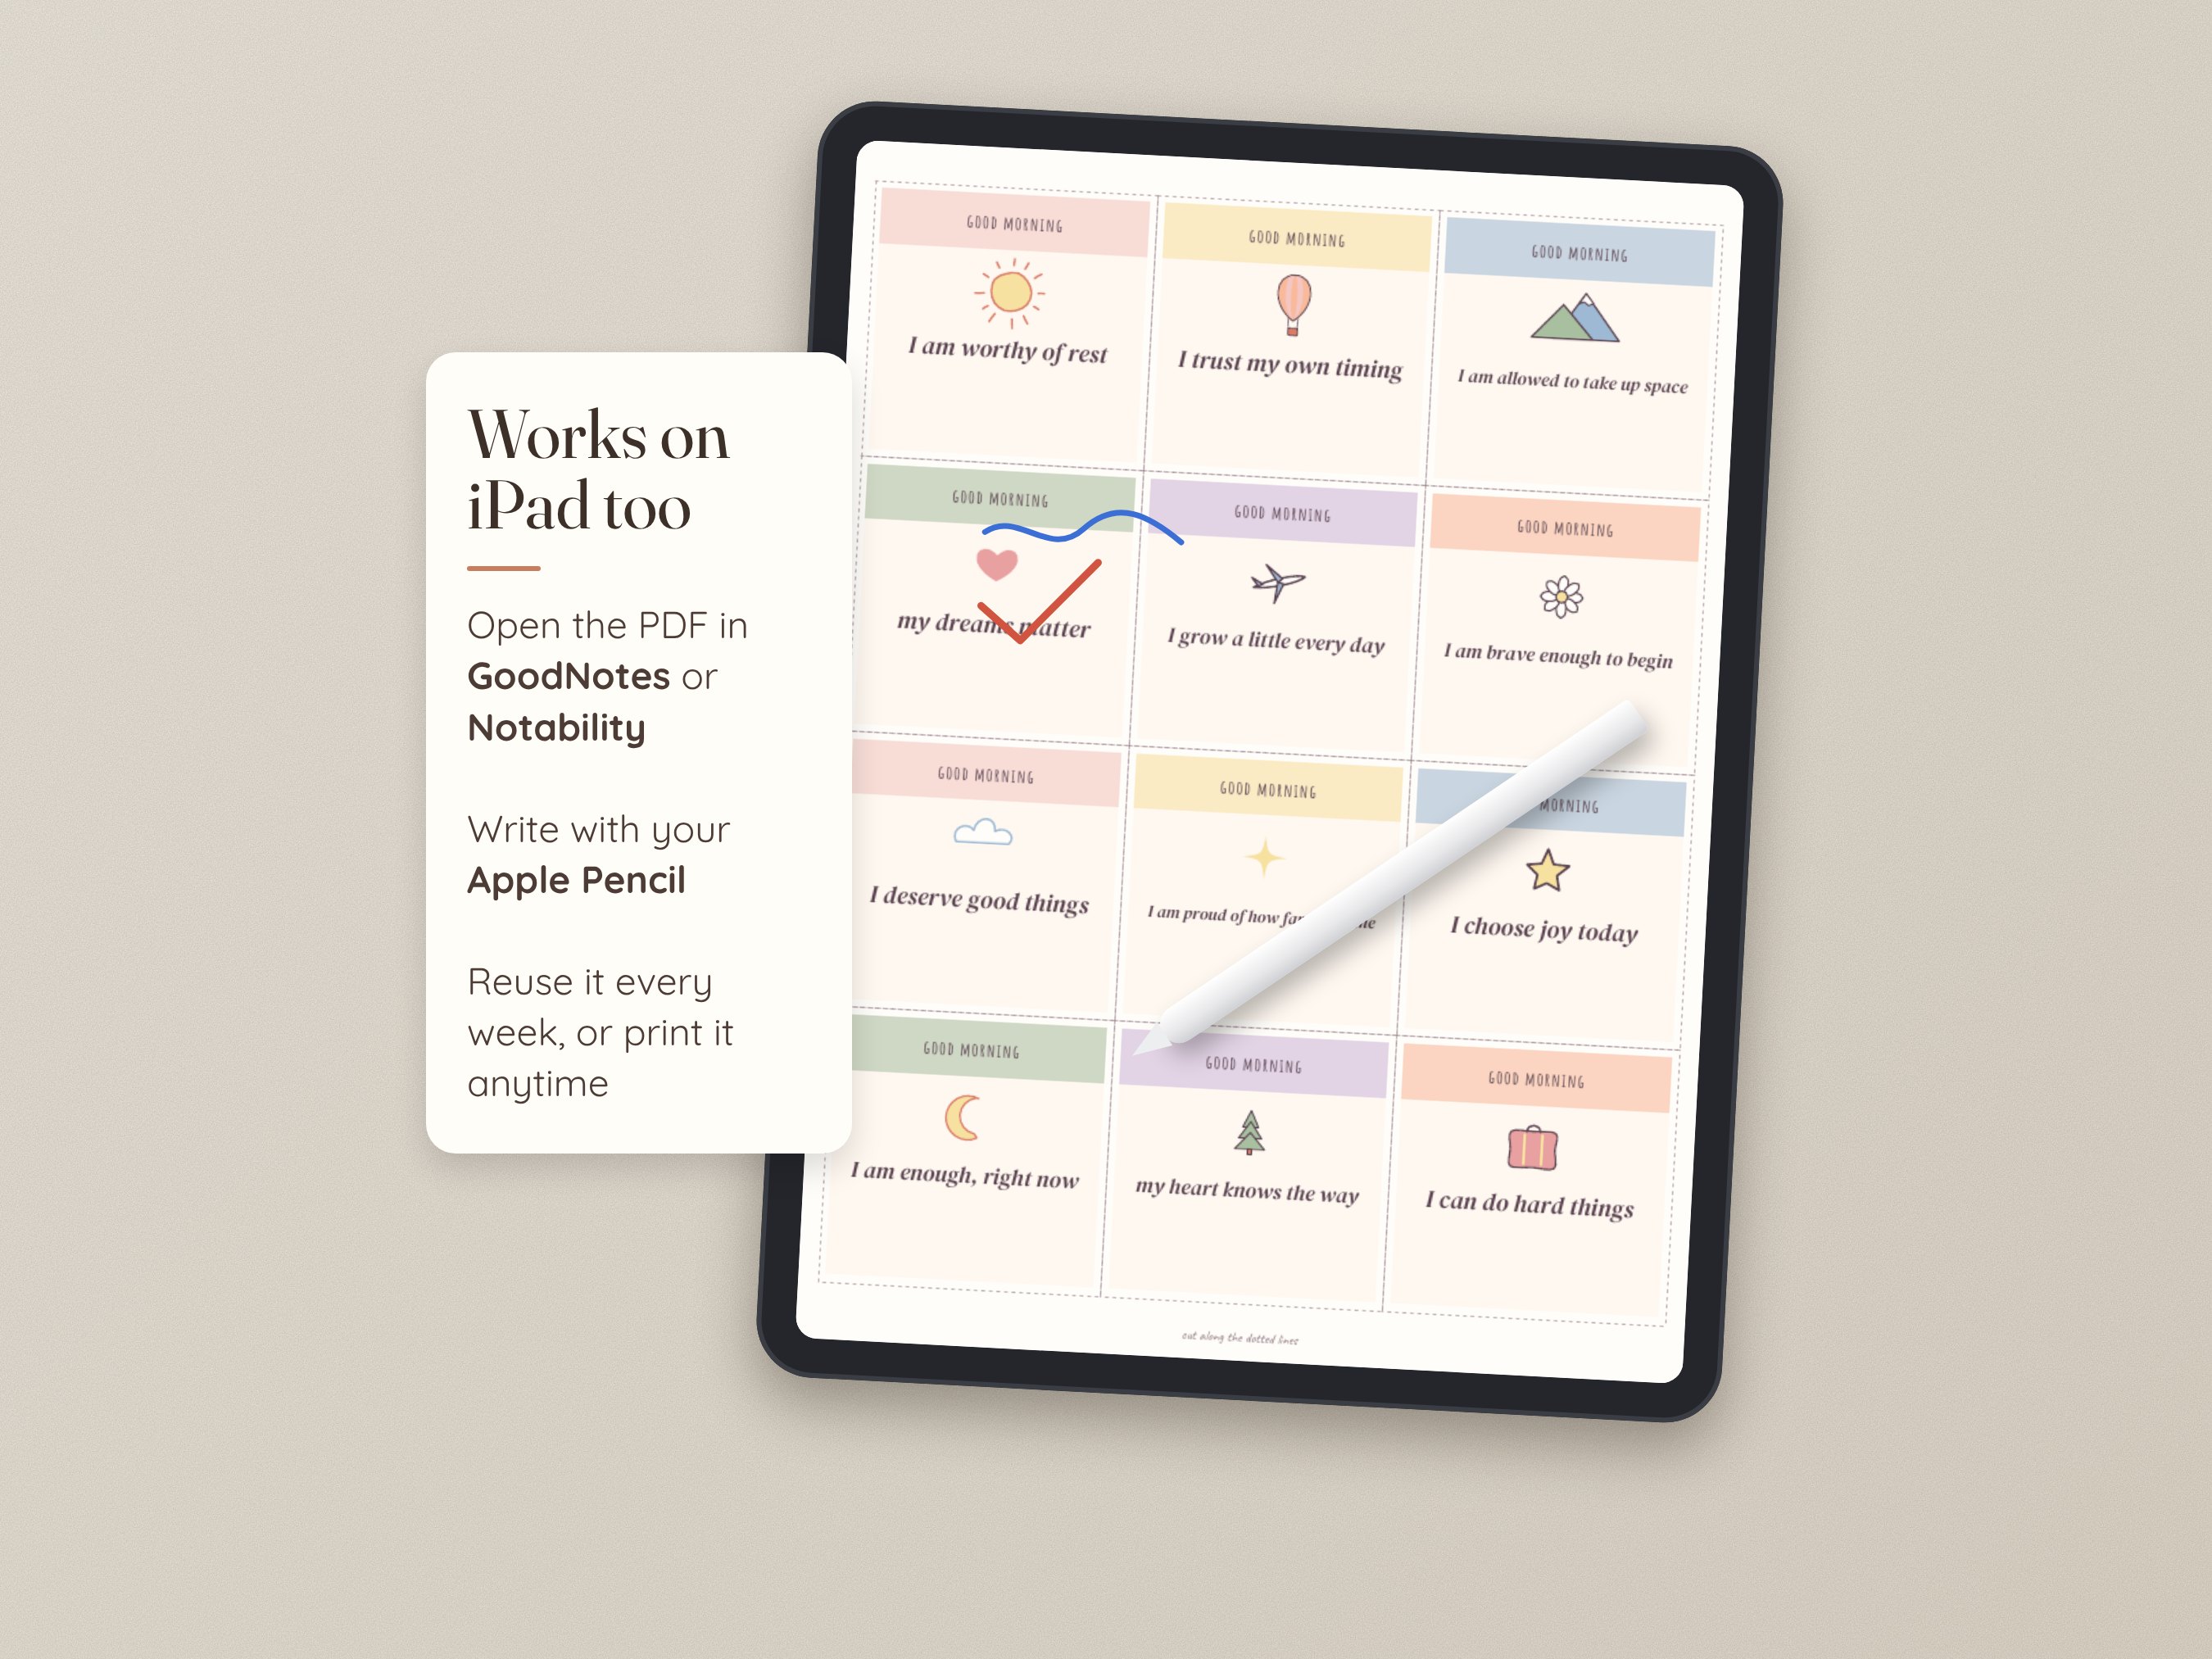 Works on
iPad too
Open the PDF in
GoodNotes or
Notability
Write with your
Apple Pencil
Reuse it every
week, or print it
anytime
GOOD MORNING
I am worthy of rest
GOOD MORNING
I trust my own timing
GOOD MORNING
I am allowed to take up space
GOOD MORNING
my dreams matter
GOOD MORNING
I grow a little every day
GOOD MORNING
I am brave enough to begin
GOOD MORNING
I deserve good things
GOOD MORNING
I am proud of how
MORNING
I choose joy today
GOOD MORNING
I am enough, right now
GOOD MORNING
my heart knows the way
GOOD MORNING
I can do hard things
cut along the dotted lines